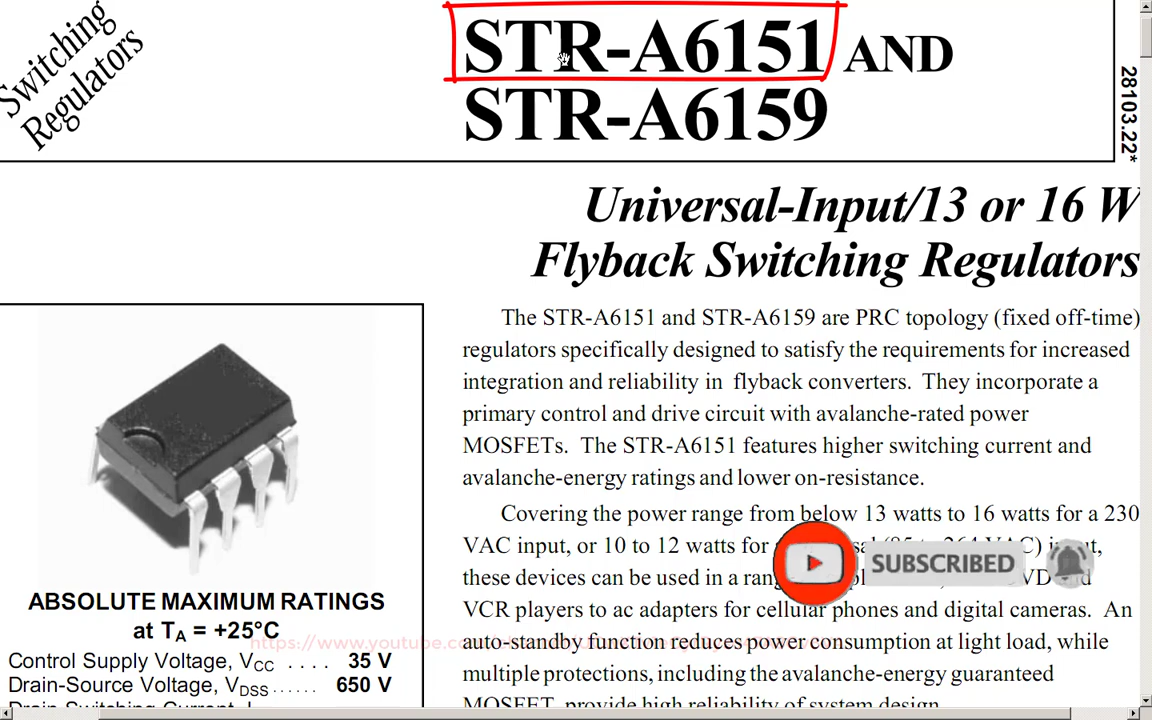 Switching
Regulators
STR-A6151 AND
STR-A6159
28103.22*
Universal-Input/13 or 16 W
Flyback Switching Regulators
The STR-A6151 and STR-A6159 are PRC topology (fixed off-time)
regulators specifically designed to satisfy the requirements for increased
integration and reliability in flyback converters. They incorporate a
primary control and drive circuit with avalanche-rated power
MOSFETs. The STR-A6151 features higher switching current and
avalanche-energy ratings and lower on-resistance.
Covering the power range from below 13 watts to 16 watts for a 230
VAC input, or 10 to 12 watts for
these devices can be used in a
VCR players to ac adapters for cellular phones and digital cameras. An
auto-standby function reduces power consumption at light load, while
multiple protections, including the avalanche-energy guaranteed
MOSFET, provide high reliability of system design.
SUBSCRIBED
ABSOLUTE MAXIMUM RATINGS
at TA = +25°C
Control Supply Voltage, VCC .... 35 V
Drain-Source Voltage, VDSS ...... 650 V